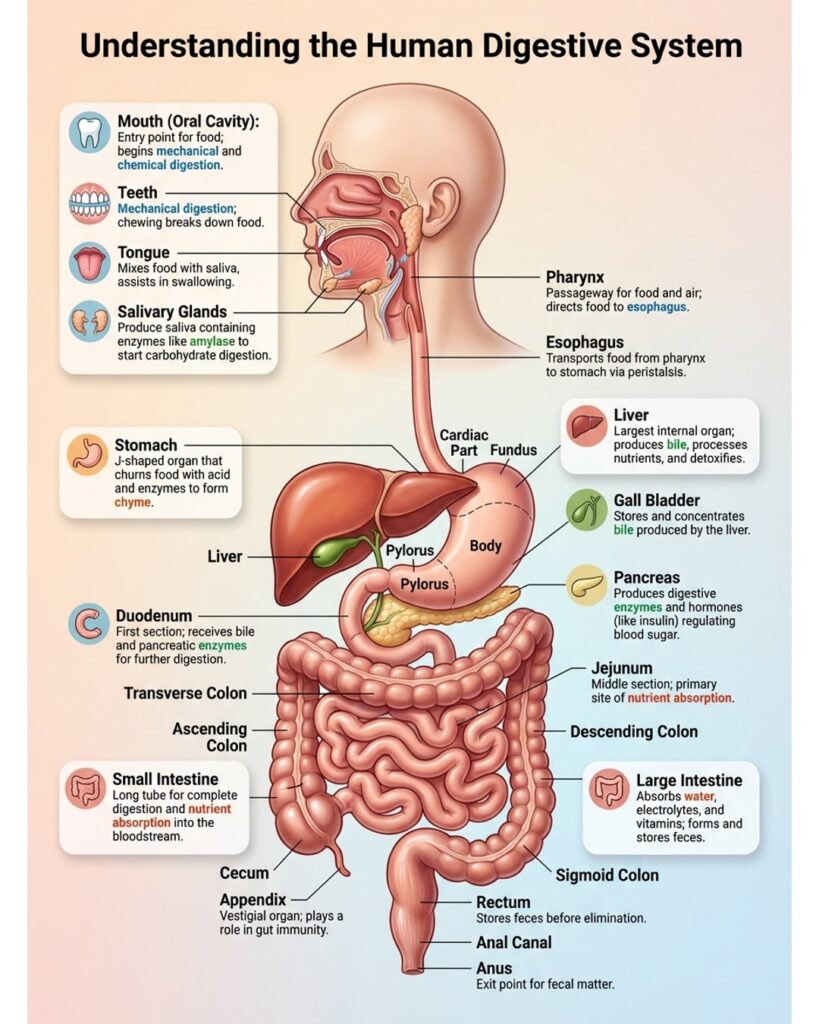 Understanding the Human Digestive System
Mouth (Oral Cavity):
Entry point for food;
begins mechanical and
chemical digestion.
Teeth
Mechanical digestion;
chewing breaks down food.
Tongue
Mixes food with saliva,
assists in swallowing.
Salivary Glands
Produce saliva containing
enzymes like amylase to
start carbohydrate digestion.
Pharynx
Passageway for food and air;
directs food to esophagus.
Esophagus
Transports food from pharynx
to stomach via peristalsis.
Cardiac
Part
Fundus
Liver
Largest internal organ;
produces bile, processes
nutrients, and detoxifies.
Stomach
J-shaped organ that
churns food with acid
and enzymes to form
chyme.
Gall Bladder
Stores and concentrates
bile produced by the liver.
Liver
Pylorus
Body
Pylorus
Pancreas
Produces digestive
enzymes and hormones
(like insulin) regulating
blood sugar.
Duodenum
First section; receives bile
and pancreatic enzymes
for further digestion.
Jejunum
Middle section; primary
site of nutrient absorption.
Transverse Colon
Ascending
Colon
Descending Colon
Small Intestine
Long tube for complete
digestion and nutrient
absorption into the
bloodstream.
Large Intestine
Absorbs water,
electrolytes, and
vitamins; forms and
stores feces.
Cecum
Sigmoid Colon
Appendix
Vestigial organ; plays a
role in gut immunity.
Rectum
Stores feces before elimination.
Anal Canal
Anus
Exit point for fecal matter.